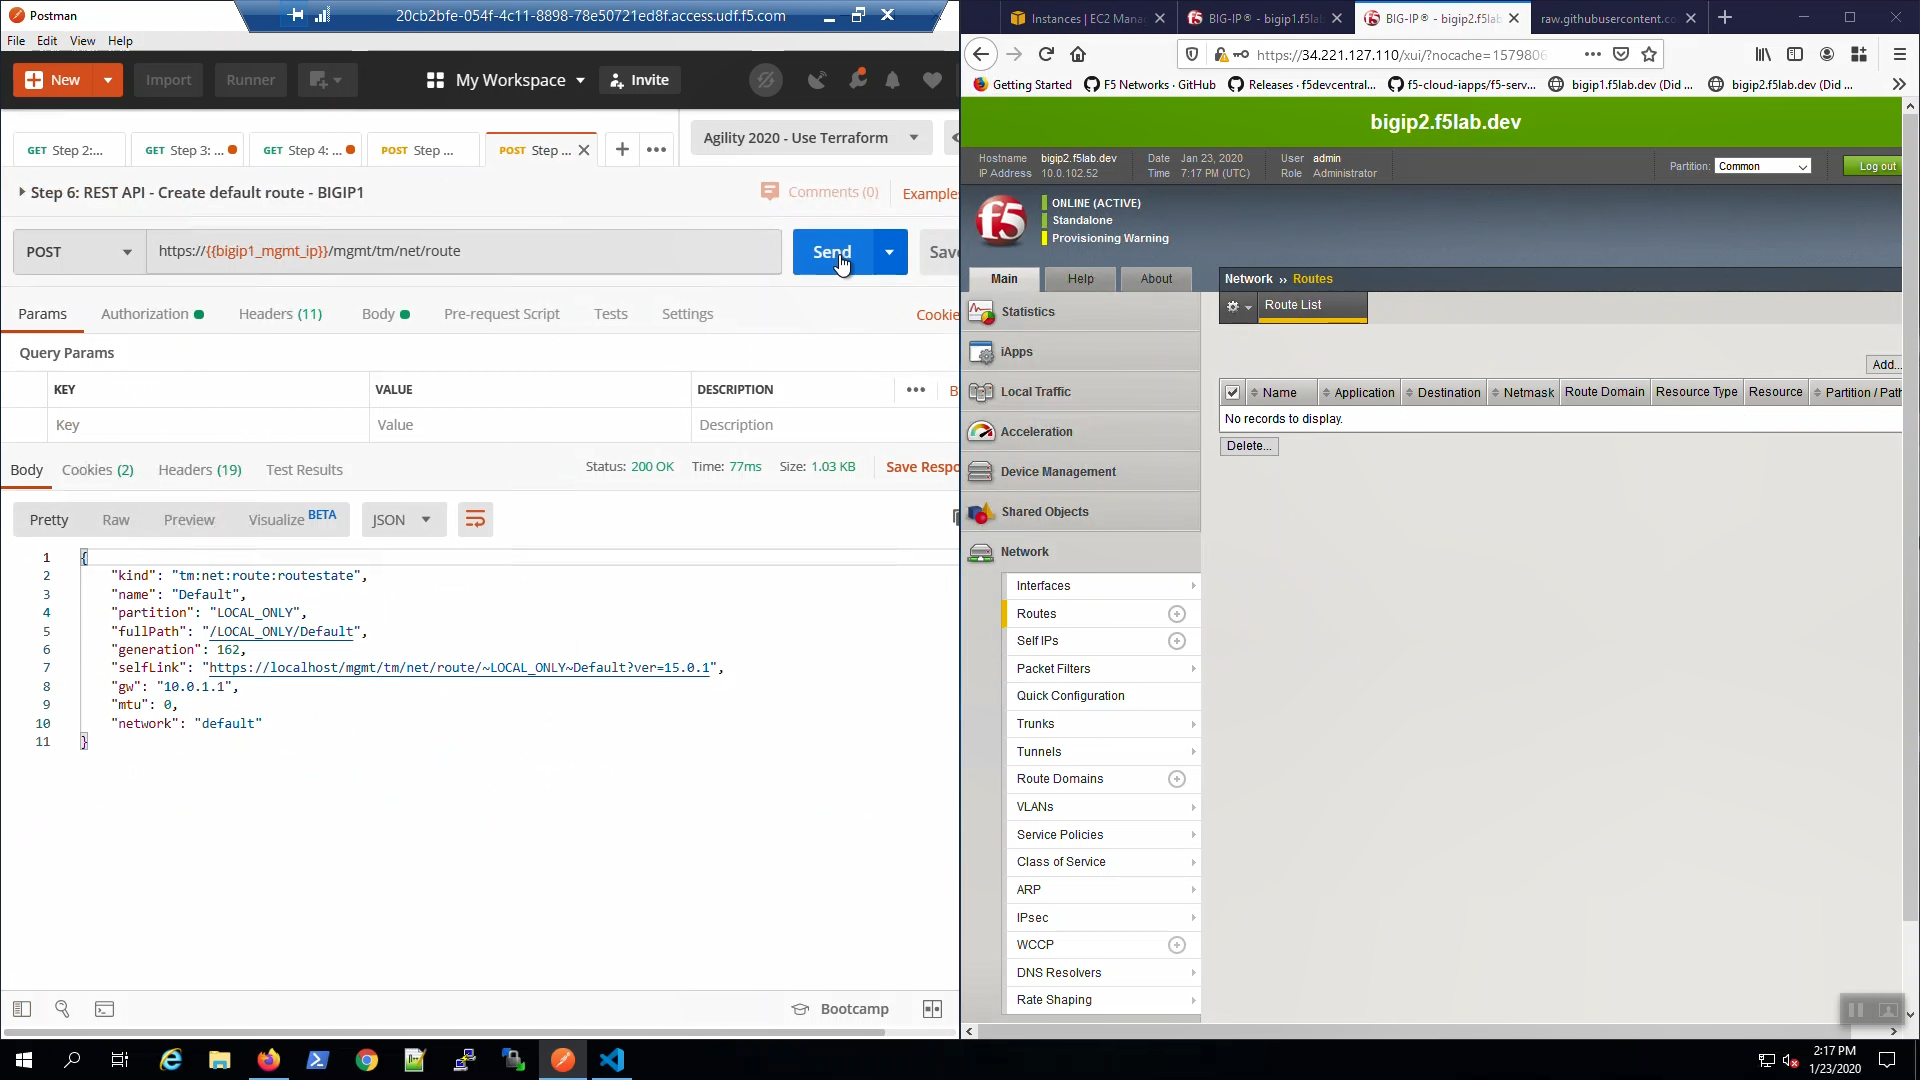 Postman
20cb2bfe-054f-4c11-8898-78e50721ed8f.access.udf.f5.com
File Edit View Help
New Import Runner My Workspace Invite
GET Step 2:... GET Step 3: ... GET Step 4: ... POST Step ... POST Step ... Agility 2020 - Use Terraform
Step 6: REST API - Create default route - BIGIP1 Comments (0) Examples
POST https://{{bigip1_mgmt_ip}}/mgmt/tm/net/route Send Save
Params Authorization Headers (11) Body Pre-request Script Tests Settings Cookie
Query Params
KEY VALUE DESCRIPTION B
Key Value Description
Body Cookies (2) Headers (19) Test Results Status: 200 OK Time: 77ms Size: 1.03 KB Save Respo
Pretty Raw Preview Visualize BETA JSON
1 {
2 "kind": "tm:net:route:routestate",
3 "name": "Default",
4 "partition": "LOCAL_ONLY",
5 "fullPath": "/LOCAL_ONLY/Default",
6 "generation": 162,
7 "selfLink": "https://localhost/mgmt/tm/net/route/~LOCAL_ONLY~Default?ver=15.0.1",
8 "gw": "10.0.1.1",
9 "mtu": 0,
10 "network": "default"
11 }
Bootcamp
Instances | EC2 Mana BIG-IP® - bigip1.f5lab BIG-IP® - bigip2.f5lab raw.githubusercontent.co
https://34.221.127.110/xui/?nocache=1579806
Getting Started F5 Networks · GitHub Releases · f5devcentral... f5-cloud-iapps/f5-serv... bigip1.f5lab.dev (Did ... bigip2.f5lab.dev (Did ...
bigip2.f5lab.dev
Hostname bigip2.f5lab.dev Date Jan 23, 2020 User admin
IP Address 10.0.102.52 Time 7:17 PM (UTC) Role Administrator
Partition: Common Log out
f5
ONLINE (ACTIVE)
Standalone
Provisioning Warning
Main Help About
Network ›› Routes
Route List
Statistics
iApps
Local Traffic
Acceleration
Device Management
Shared Objects
Network
Interfaces
Routes
Self IPs
Packet Filters
Quick Configuration
Trunks
Tunnels
Route Domains
VLANs
Service Policies
Class of Service
ARP
IPsec
WCCP
DNS Resolvers
Rate Shaping
Add...
Name Application Destination Netmask Route Domain Resource Type Resource Partition / Path
No records to display.
Delete...
2:17 PM
1/23/2020